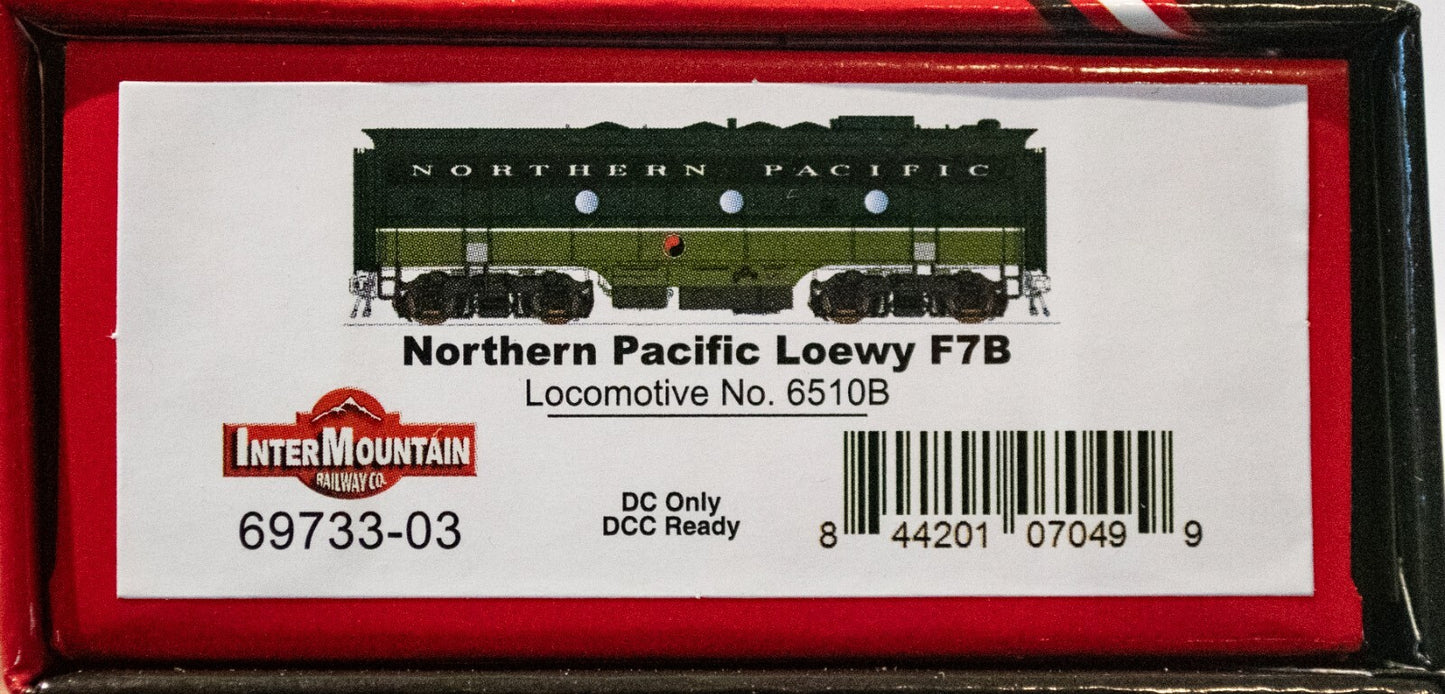 NORTHERN PACIFIC
Northern Pacific Loewy F7B
Locomotive No. 6510B
INTERMOUNTAIN
RAILWAY CO.
69733-03
DC Only
DCC Ready
8 44201 07049 9